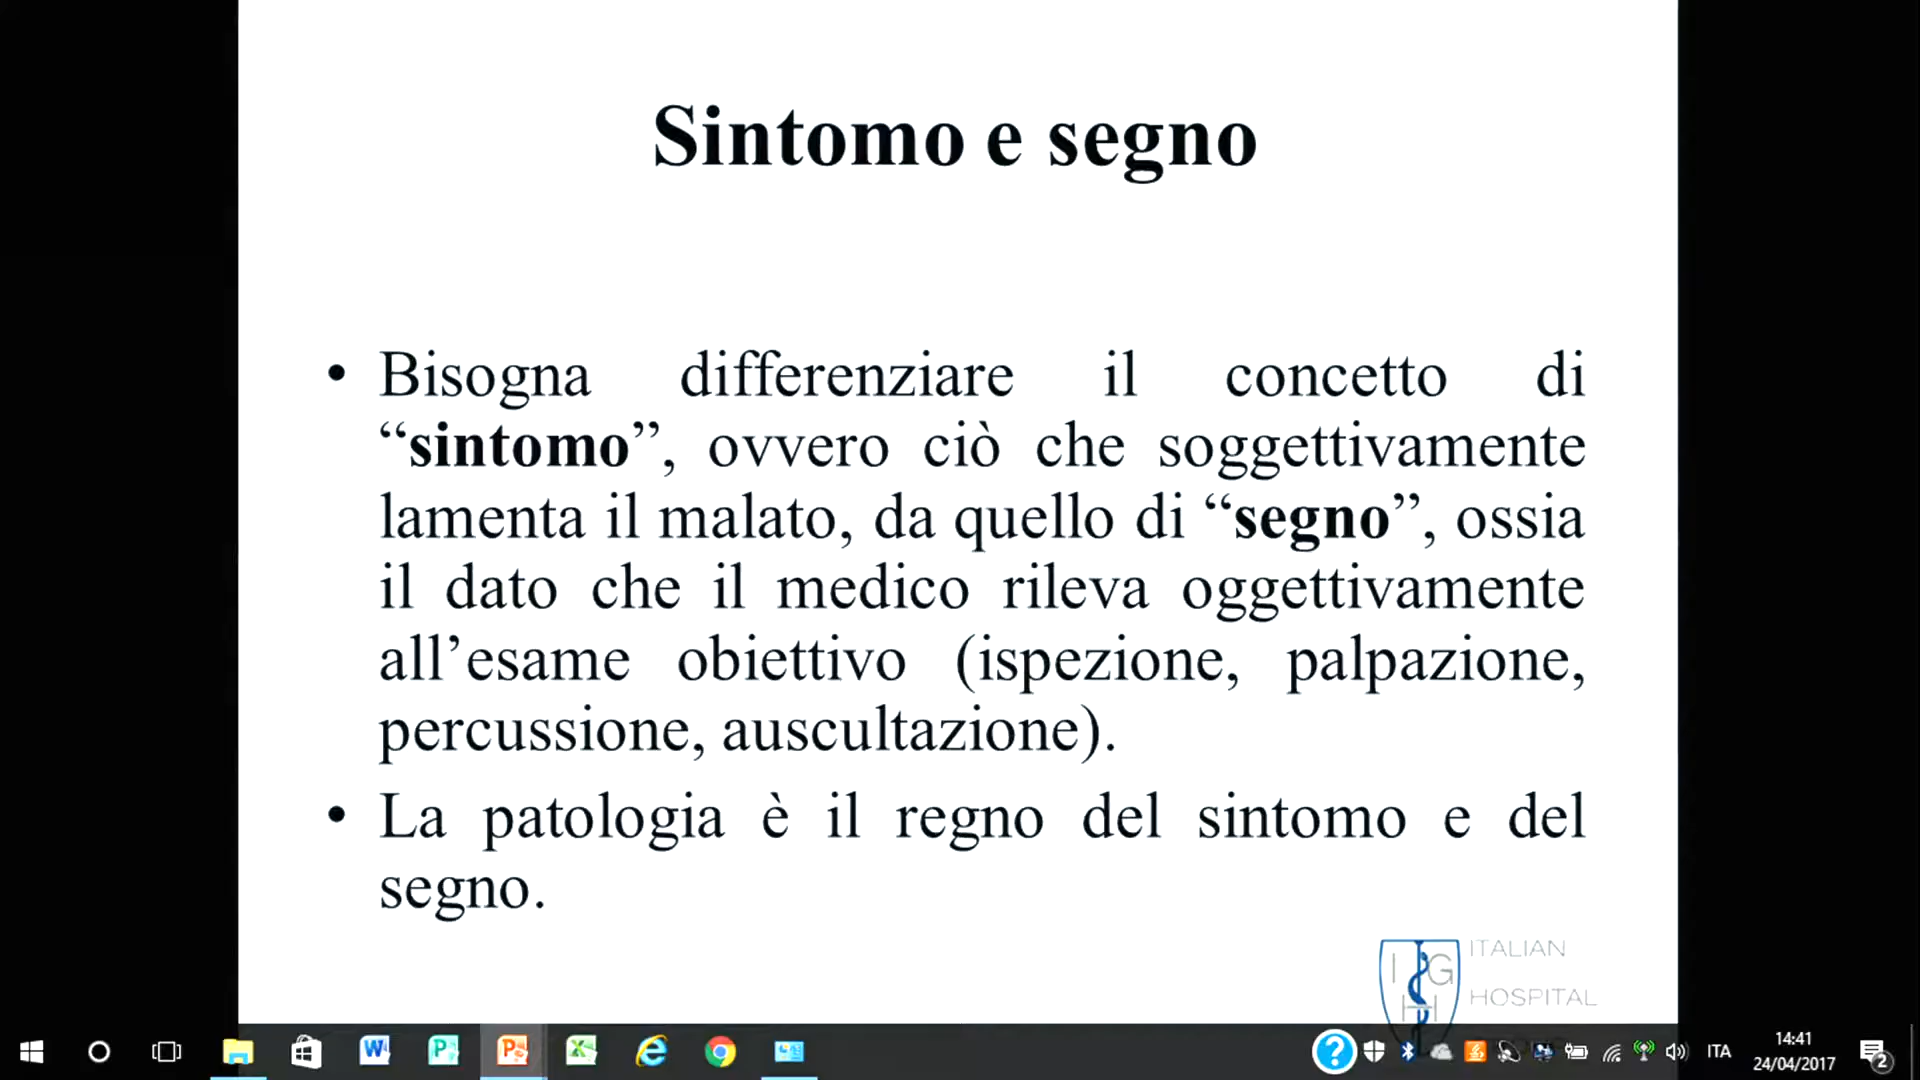 Sintomo e segno
• Bisogna differenziare il concetto di
“sintomo”, ovvero ciò che soggettivamente
lamenta il malato, da quello di “segno”, ossia
il dato che il medico rileva oggettivamente
all’esame obiettivo (ispezione, palpazione,
percussione, auscultazione).
• La patologia è il regno del sintomo e del
segno.
I G H
ITALIAN
HOSPITAL
ITA
14:41
24/04/2017
2